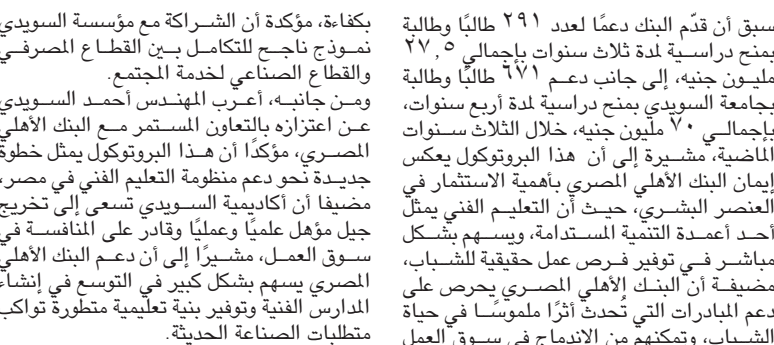 سبق أن قدّم البنك دعمًا لعدد ٢٩١ طالبًا وطالبة
بمنح دراسية لمدة ثلاث سنوات بإجمالي ٢٧,٥
مليون جنيه، إلى جانب دعم ٦٧١ طالبًا وطالبة
بجامعة السويدي بمنح دراسية لمدة أربع سنوات،
بإجمالي ٧٠ مليون جنيه، خلال الثلاث سنوات
الماضية، مشيرة إلى أن هذا البروتوكول يعكس
إيمان البنك الأهلي المصري بأهمية الاستثمار في
العنصر البشري، حيث أن التعليم الفني يمثل
أحد أعمدة التنمية المستدامة، ويسهم بشكل
مباشر في توفير فرص عمل حقيقية للشباب،
مضيفة أن البنك الأهلي المصري يحرص على
دعم المبادرات التي تُحدث أثرًا ملموسًا في حياة
الشباب، وتمكنهم من الاندماج في سوق العمل
بكفاءة، مؤكدة أن الشراكة مع مؤسسة السويدي
نموذج ناجح للتكامل بين القطاع المصرفي
والقطاع الصناعي لخدمة المجتمع.
ومن جانبه، أعرب المهندس أحمد السويدي
عن اعتزازه بالتعاون المستمر مع البنك الأهلي
المصري، مؤكدًا أن هذا البروتوكول يمثل خطوة
جديدة نحو دعم منظومة التعليم الفني في مصر،
مضيفا أن أكاديمية السويدي تسعى إلى تخريج
جيل مؤهل علميًا وعمليًا وقادر على المنافسة في
سوق العمل، مشيرًا إلى أن دعم البنك الأهلي
المصري يسهم بشكل كبير في التوسع في إنشاء
المدارس الفنية وتوفير بنية تعليمية متطورة تواكب
متطلبات الصناعة الحديثة.